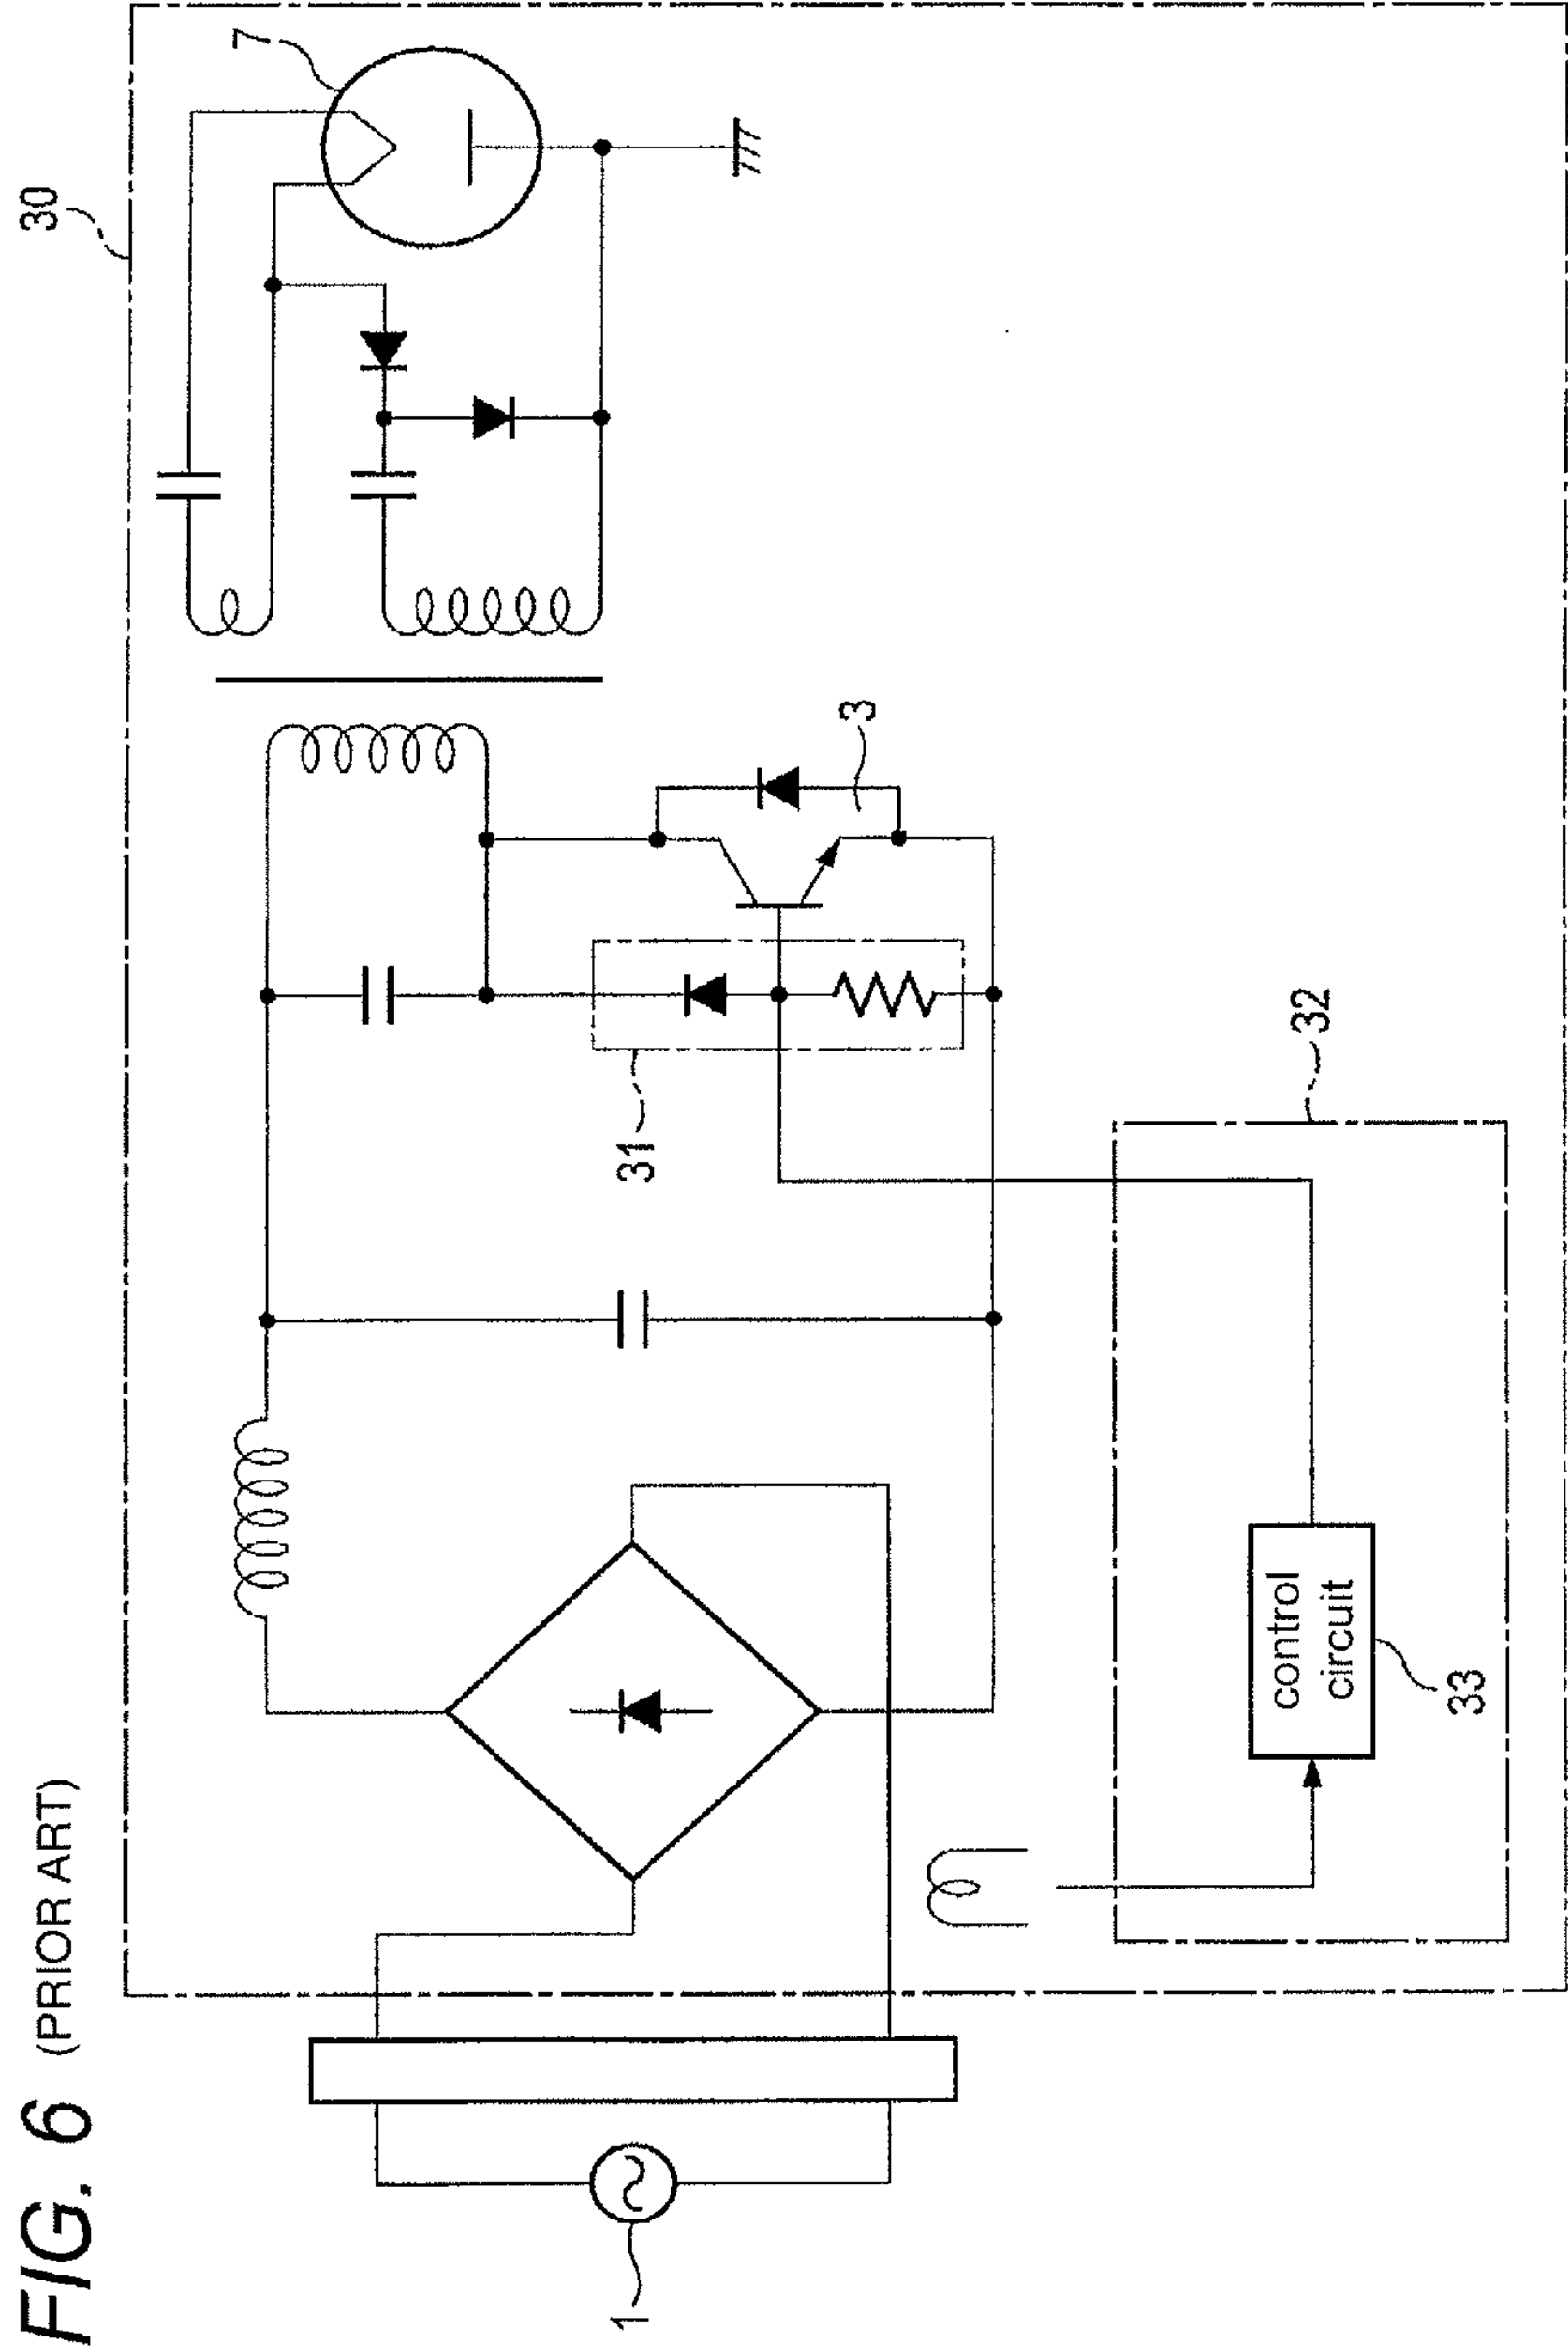 FIG. 6 (PRIOR ART)
30
7
3
31
32
control
circuit
33
1